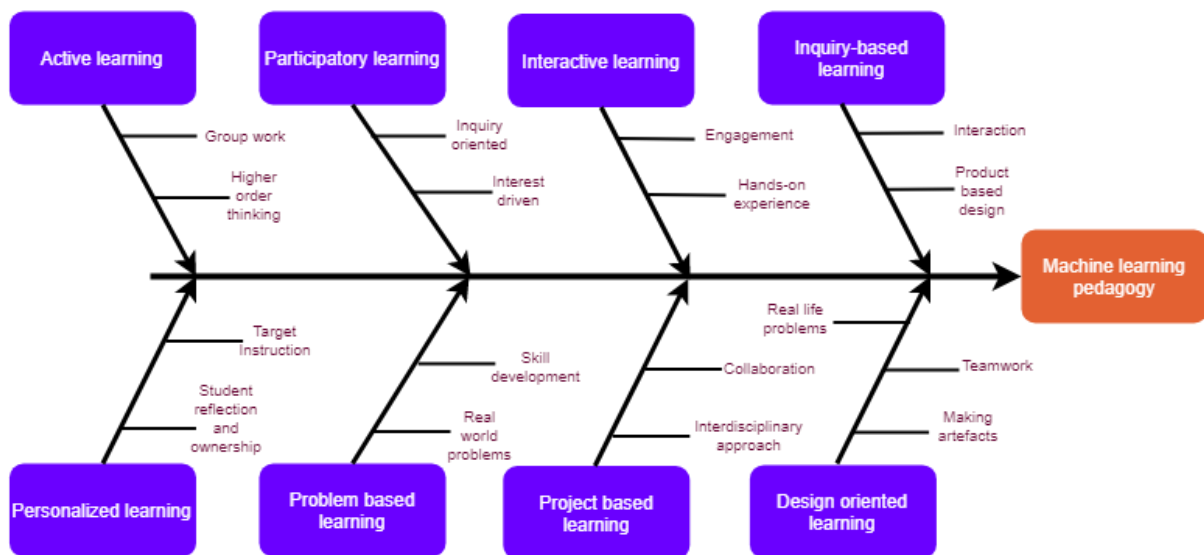 Active learning
Participatory learning
Interactive learning
Inquiry-based
learning
Group work
Higher
order
thinking
Inquiry
oriented
Interest
driven
Engagement
Hands-on
experience
Interaction
Product
based
design
Machine learning
pedagogy
Target
Instruction
Student
reflection
and
ownership
Skill
development
Real
world
problems
Collaboration
Interdisciplinary
approach
Real life
problems
Teamwork
Making
artefacts
Personalized learning
Problem based
learning
Project based
learning
Design oriented
learning